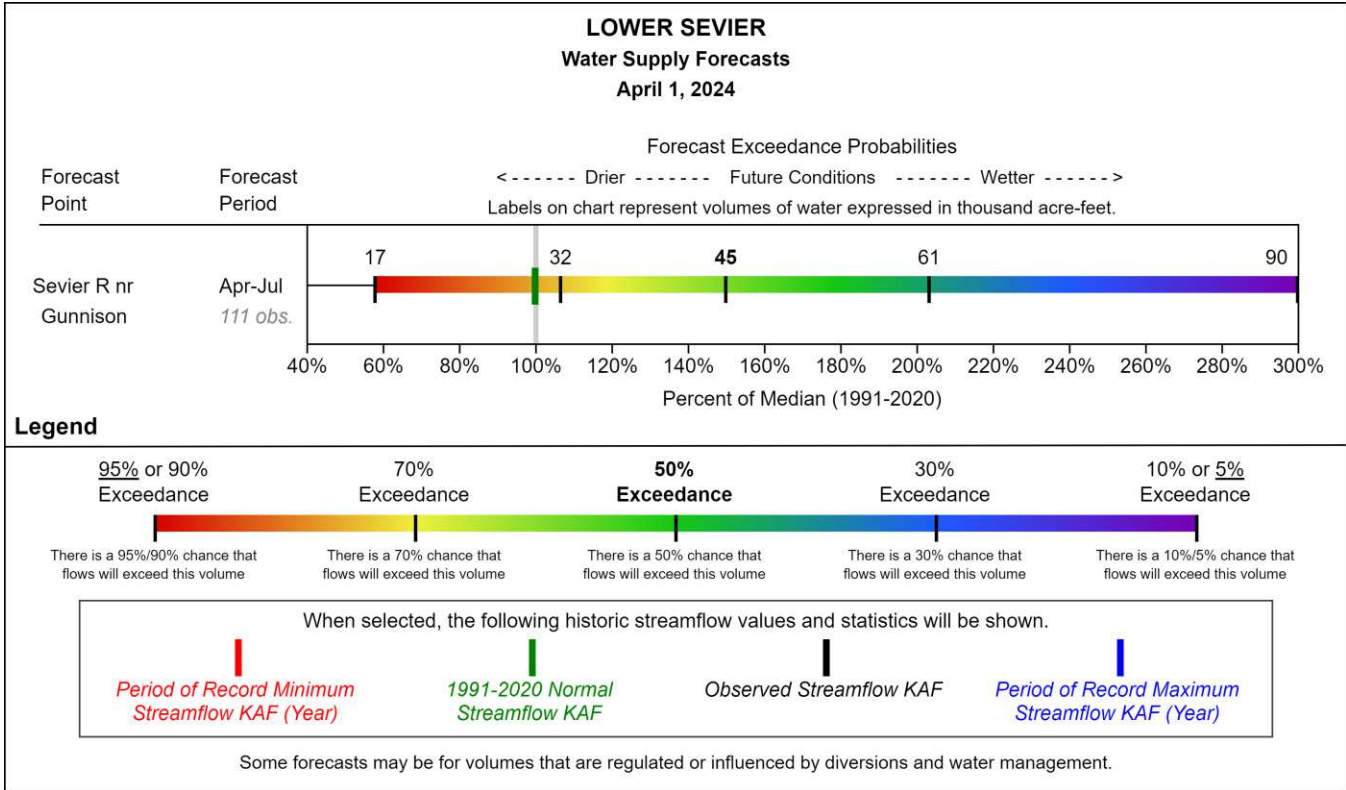 LOWER SEVIER
Water Supply Forecasts
April 1, 2024
Forecast Exceedance Probabilities
Forecast Point
Forecast Period
<------ Drier ------- Future Conditions ------- Wetter ------>
Labels on chart represent volumes of water expressed in thousand acre-feet.
17 32 45 61 90
Sevier R nr Apr-Jul
Gunnison 111 obs.
40% 60% 80% 100% 120% 140% 160% 180% 200% 220% 240% 260% 280% 300%
Percent of Median (1991-2020)
Legend
95% or 90%
Exceedance
70%
Exceedance
50%
Exceedance
30%
Exceedance
10% or 5%
Exceedance
There is a 95%/90% chance that
flows will exceed this volume
There is a 70% chance that
flows will exceed this volume
There is a 50% chance that
flows will exceed this volume
There is a 30% chance that
flows will exceed this volume
There is a 10%/5% chance that
flows will exceed this volume
When selected, the following historic streamflow values and statistics will be shown.
Period of Record Minimum
Streamflow KAF (Year)
1991-2020 Normal
Streamflow KAF
Observed Streamflow KAF
Period of Record Maximum
Streamflow KAF (Year)
Some forecasts may be for volumes that are regulated or influenced by diversions and water management.